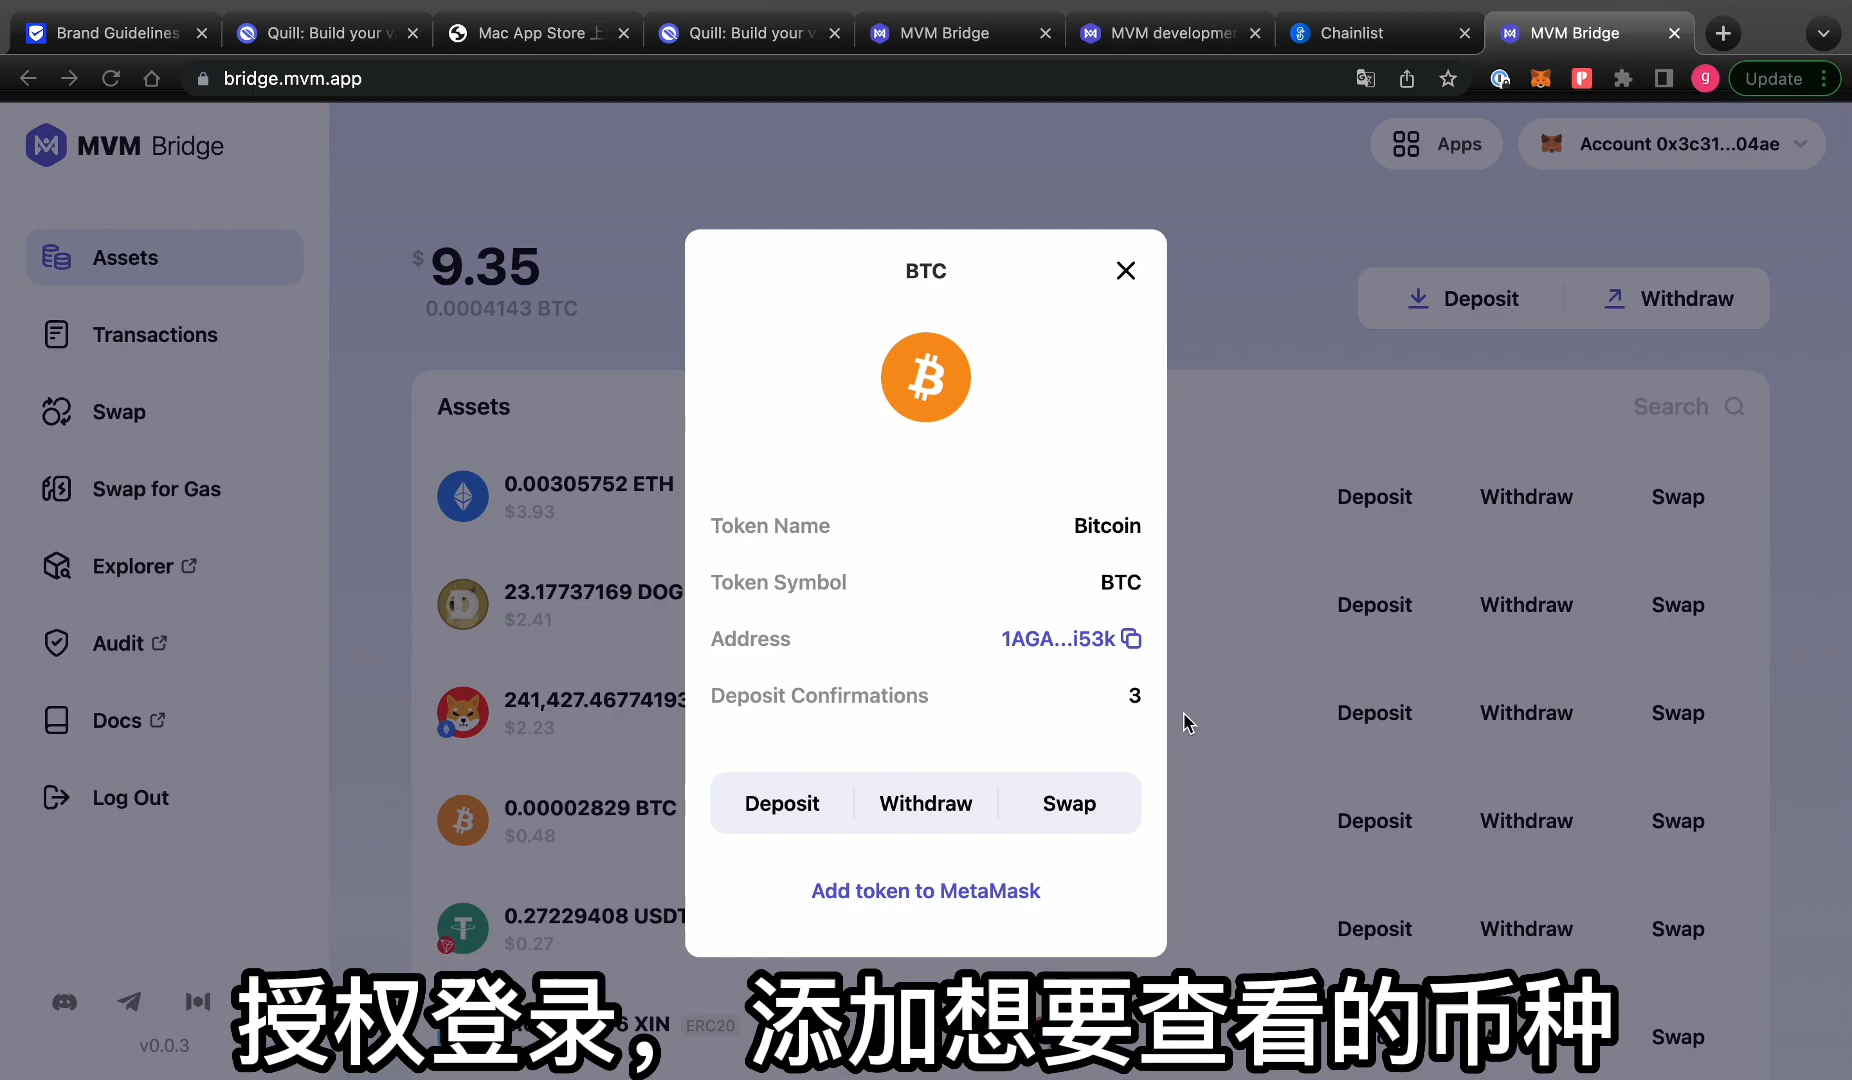 Brand Guidelines
Quill: Build your v
Mac App Store 上
Quill: Build your v
MVM Bridge
MVM developmen
Chainlist
MVM Bridge
bridge.mvm.app
g
Update
MVM Bridge
Apps
Account 0x3c31...04ae
Assets
Transactions
Swap
Swap for Gas
Explorer
Audit
Docs
Log Out
v0.0.3
$ 9.35
0.0004143 BTC
Deposit
Withdraw
Assets
Search
0.00305752 ETH
$3.93
Deposit Withdraw Swap
23.17737169 DOG
$2.41
Deposit Withdraw Swap
241,427.46774193
$2.23
Deposit Withdraw Swap
0.00002829 BTC
$0.48
Deposit Withdraw Swap
0.27229408 USDT
$0.27
Deposit Withdraw Swap
6 XIN ERC20
Swap
BTC
Token Name Bitcoin
Token Symbol BTC
Address 1AGA...i53k
Deposit Confirmations 3
Deposit Withdraw Swap
Add token to MetaMask
授权登录， 添加想要查看的币种